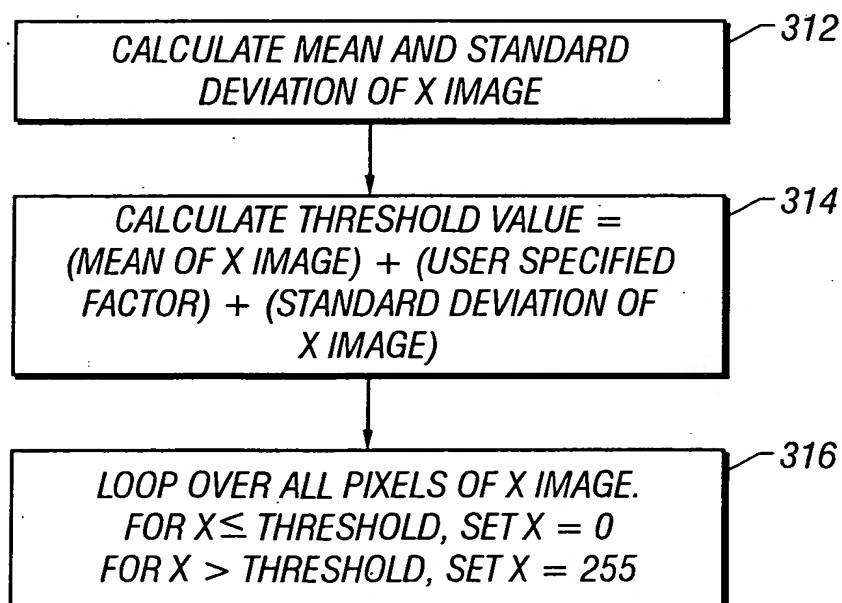 CALCULATE MEAN AND STANDARD
DEVIATION OF X IMAGE
312
CALCULATE THRESHOLD VALUE =
(MEAN OF X IMAGE) + (USER SPECIFIED
FACTOR) + (STANDARD DEVIATION OF
X IMAGE)
314
LOOP OVER ALL PIXELS OF X IMAGE.
FOR X ≤ THRESHOLD, SET X = 0
FOR X > THRESHOLD, SET X = 255
316